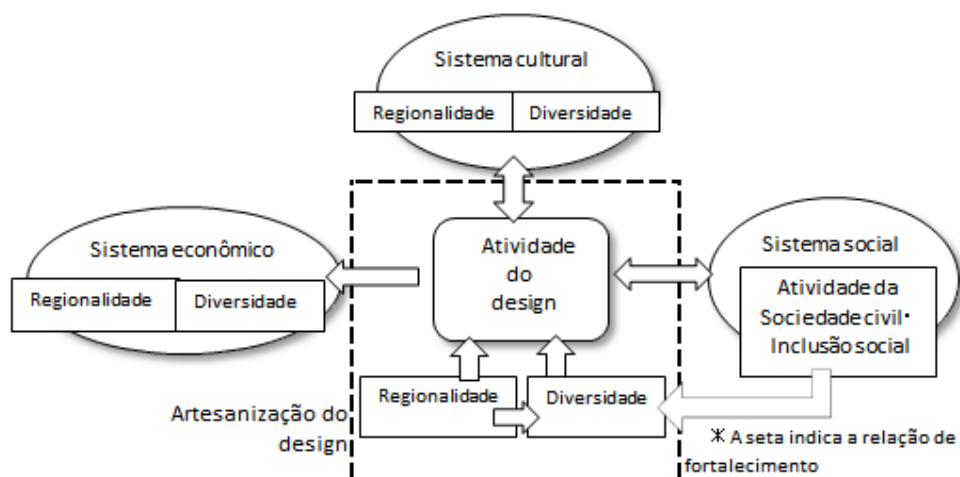 Sistema cultural
Regionalidade
Diversidade
Sistema econômico
Regionalidade
Diversidade
Atividade
do
design
Sistema social
Atividade da
Sociedade civil・
Inclusão social
Regionalidade
Diversidade
Artesanização do
design
※ A seta indica a relação de
fortalecimento